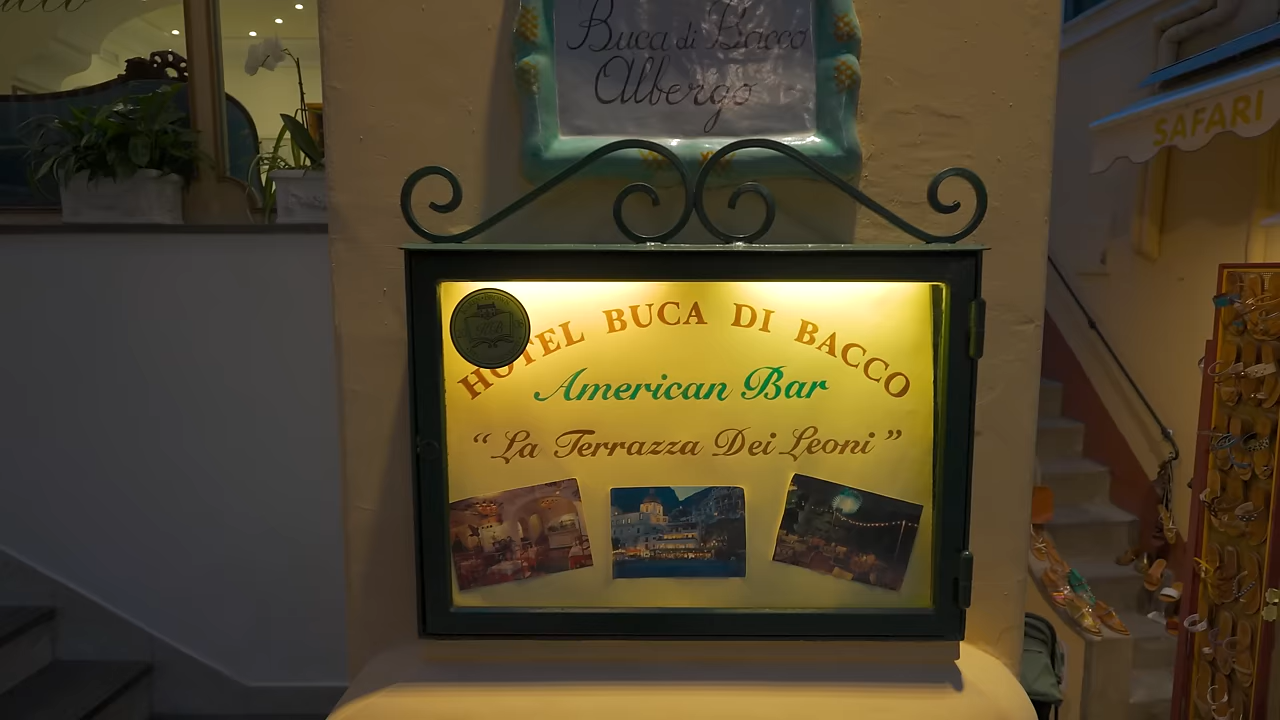 Buca di Bacco
Albergo
SAFARI
HOTEL BUCA DI BACCO
American Bar
"La Terrazza Dei Leoni"